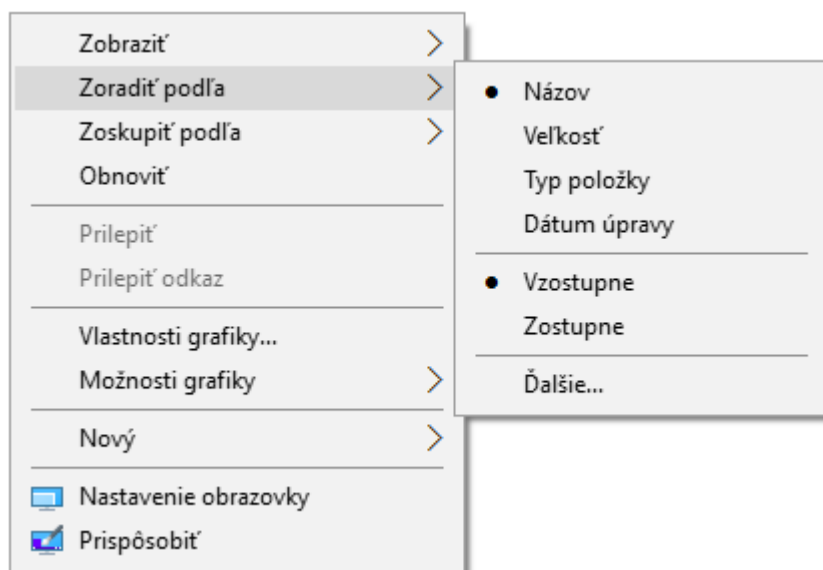 Zobraziť
Zoradiť podľa
Zoskupiť podľa
Obnoviť
Prilepiť
Prilepiť odkaz
Vlastnosti grafiky...
Možnosti grafiky
Nový
Nastavenie obrazovky
Prispôsobiť
Názov
Veľkosť
Typ položky
Dátum úpravy
Vzostupne
Zostupne
Ďalšie...